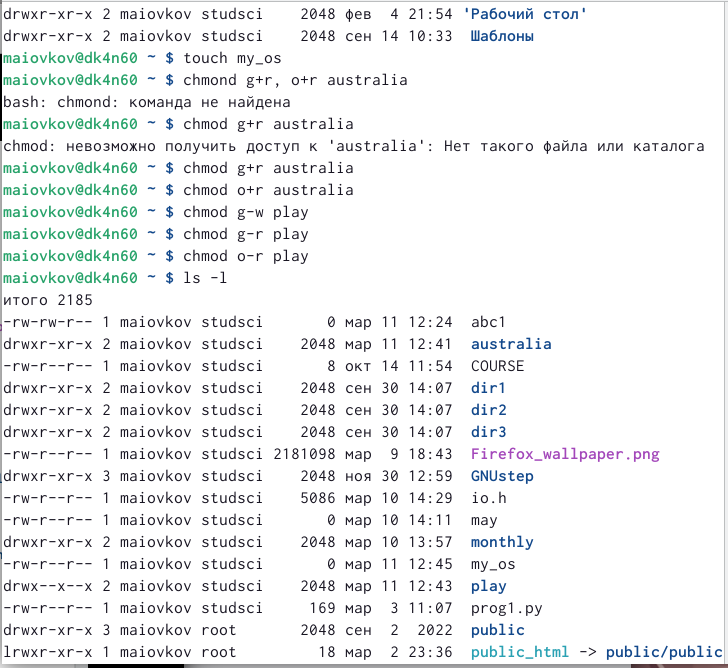 drwxr-xr-x 2 maiovkov studsci    2048 фев  4 21:54 'Рабочий стол'
drwxr-xr-x 2 maiovkov studsci    2048 сен 14 10:33  Шаблоны
maiovkov@dk4n60 ~ $ touch my_os
maiovkov@dk4n60 ~ $ chmond g+r, o+r australia
bash: chmond: команда не найдена
maiovkov@dk4n60 ~ $ chmod g+r australia
chmod: невозможно получить доступ к 'australia': Нет такого файла или каталога
maiovkov@dk4n60 ~ $ chmod g+r australia
maiovkov@dk4n60 ~ $ chmod o+r australia
maiovkov@dk4n60 ~ $ chmod g-w play
maiovkov@dk4n60 ~ $ chmod g-r play
maiovkov@dk4n60 ~ $ chmod o-r play
maiovkov@dk4n60 ~ $ ls -l
итого 2185
-rw-rw-r-- 1 maiovkov studsci       0 мар 11 12:24  abc1
drwxr-xr-x 2 maiovkov studsci    2048 мар 11 12:41  australia
-rw-r--r-- 1 maiovkov studsci       8 окт 14 11:54  COURSE
drwxr-xr-x 2 maiovkov studsci    2048 сен 30 14:07  dir1
drwxr-xr-x 2 maiovkov studsci    2048 сен 30 14:07  dir2
drwxr-xr-x 2 maiovkov studsci    2048 сен 30 14:07  dir3
-rw-r--r-- 1 maiovkov studsci 2181098 мар  9 18:43  Firefox_wallpaper.png
drwxr-xr-x 3 maiovkov studsci    2048 ноя 30 12:59  GNUstep
-rw-r--r-- 1 maiovkov studsci    5086 мар 10 14:29  io.h
-rw-r--r-- 1 maiovkov studsci       0 мар 10 14:11  may
drwxr-xr-x 2 maiovkov studsci    2048 мар 10 13:57  monthly
-rw-r--r-- 1 maiovkov studsci       0 мар 11 12:45  my_os
drwx--x--x 2 maiovkov studsci    2048 мар 11 12:43  play
-rw-r--r-- 1 maiovkov studsci     169 мар  3 11:07  prog1.py
drwxr-xr-x 3 maiovkov root       2048 сен  2  2022  public
lrwxr-xr-x 1 maiovkov root         18 мар  2 23:36  public_html -> public/public